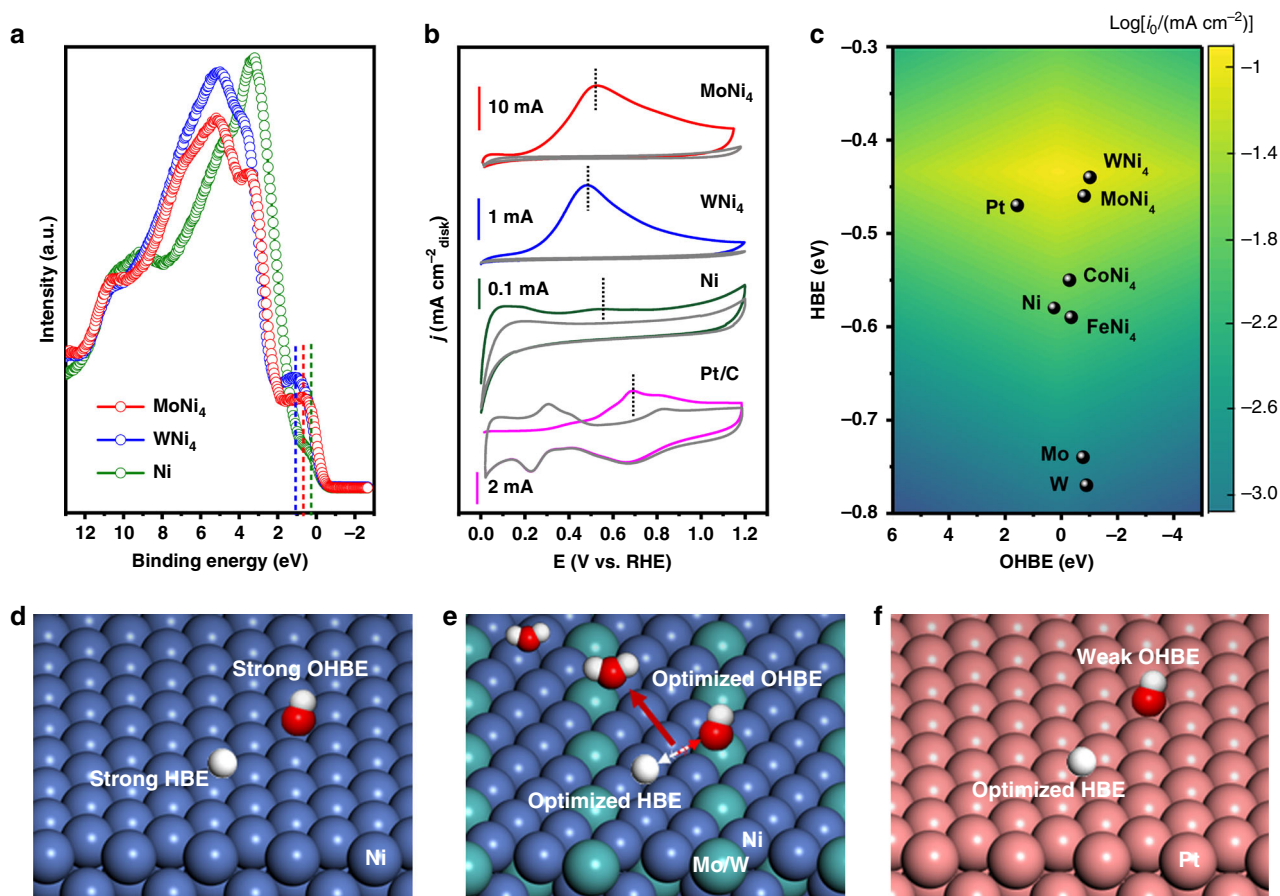 a
Intensity (a.u.)
MoNi₄
WNi₄
Ni
12 10 8 6 4 2 0 −2
Binding energy (eV)
b
j (mA cm⁻²disk)
10 mA
MoNi₄
1 mA
WNi₄
0.1 mA
Ni
Pt/C
2 mA
0.0 0.2 0.4 0.6 0.8 1.0 1.2
E (V vs. RHE)
c
Log[i₀/(mA cm⁻²)]
HBE (eV)
−0.3
−0.4
−0.5
−0.6
−0.7
−0.8
WNi₄
MoNi₄
Pt
CoNi₄
Ni
FeNi₄
Mo
W
6 4 2 0 −2 −4
OHBE (eV)
−1
−1.4
−1.8
−2.2
−2.6
−3.0
d
Strong OHBE
Strong HBE
Ni
e
Optimized OHBE
Optimized HBE
Ni
Mo/W
f
Weak OHBE
Optimized HBE
Pt